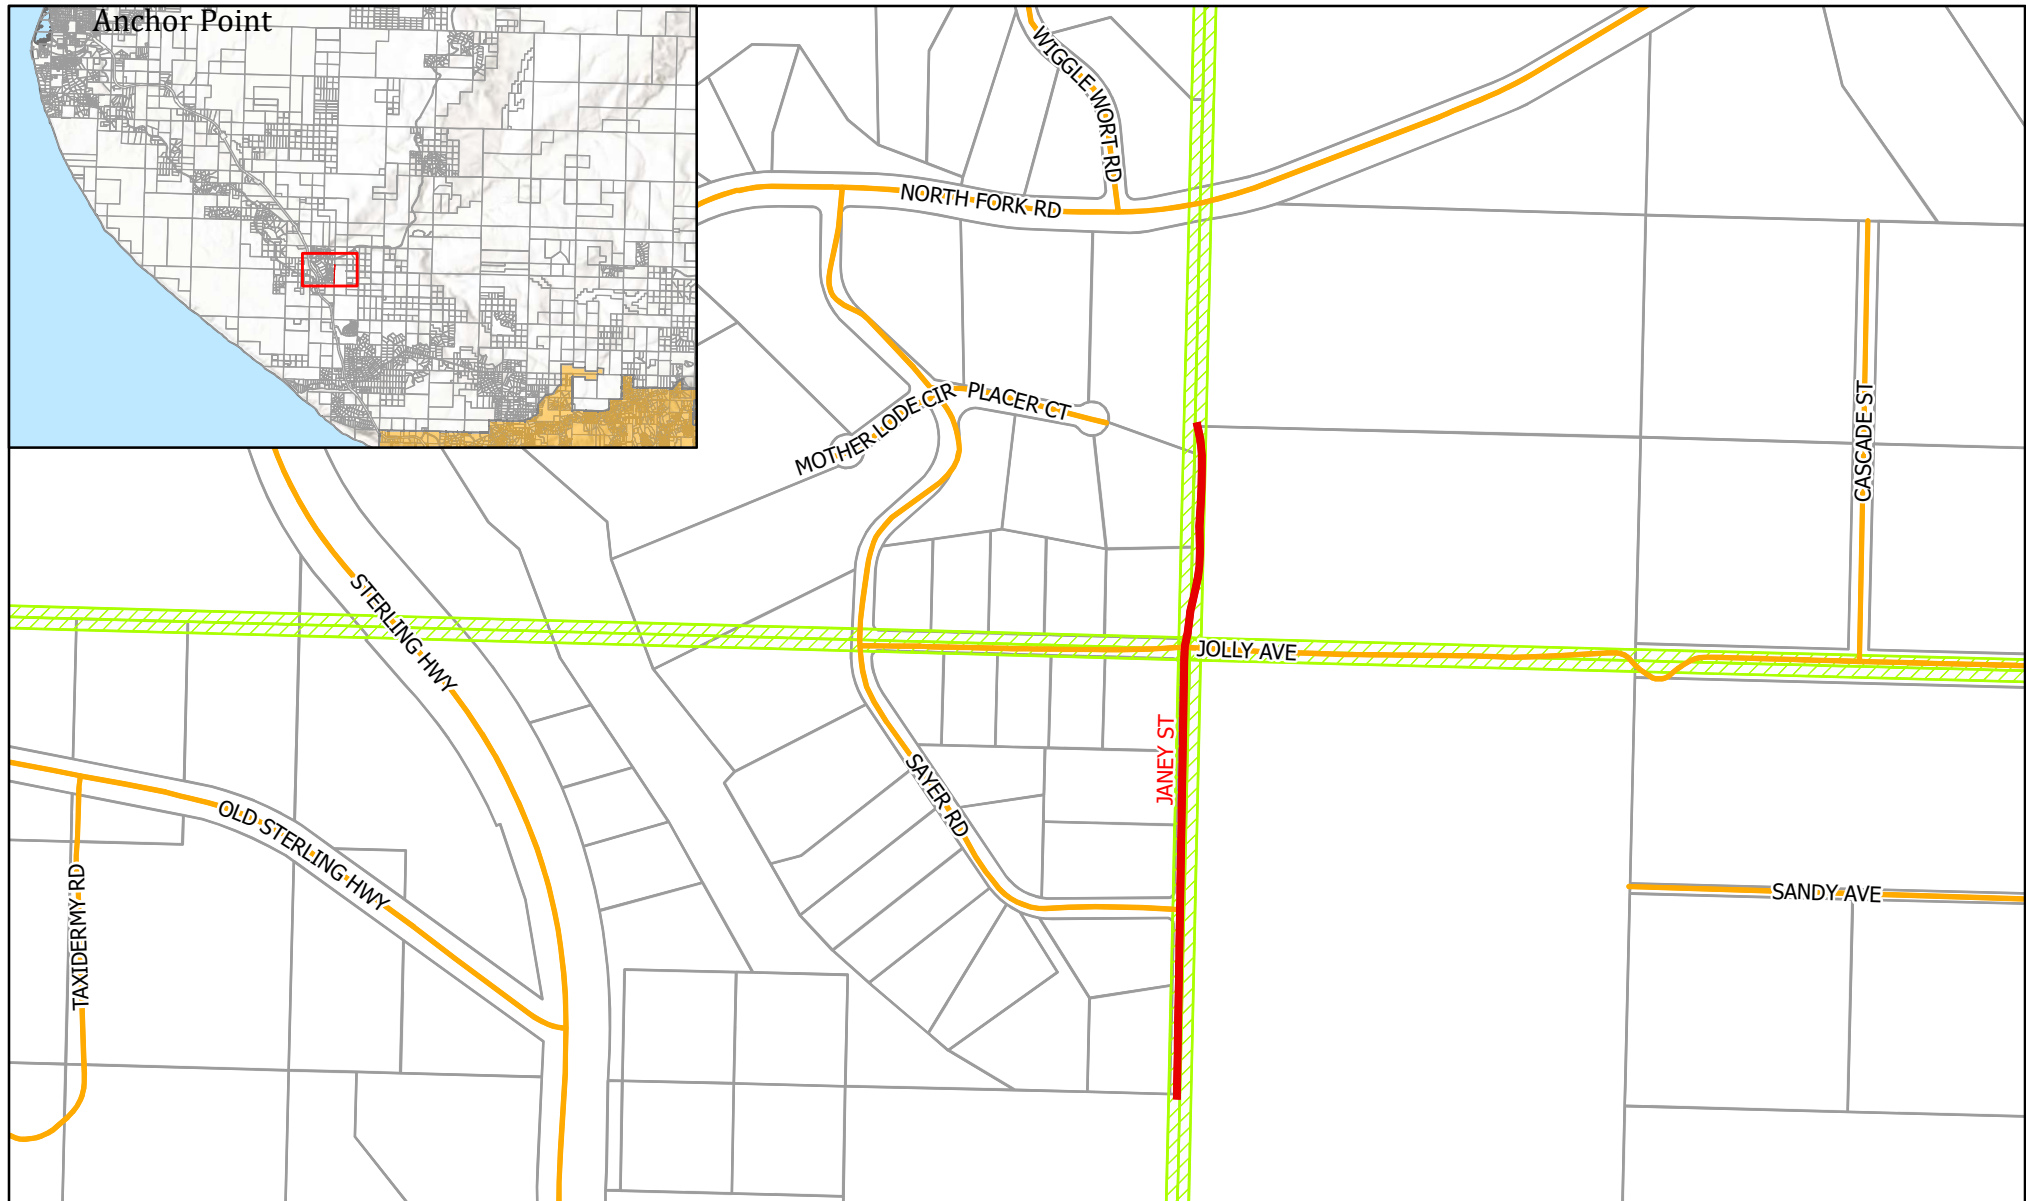 Anchor Point
WIGGLE WORT RD
NORTH FORK RD
MOTHER LODE CIR
PLACER CT
CASCADE ST
STERLING HWY
JOLLY AVE
JANEY ST
SAYER RD
OLD STERLING HWY
TAXIDERMY RD
SANDY AVE